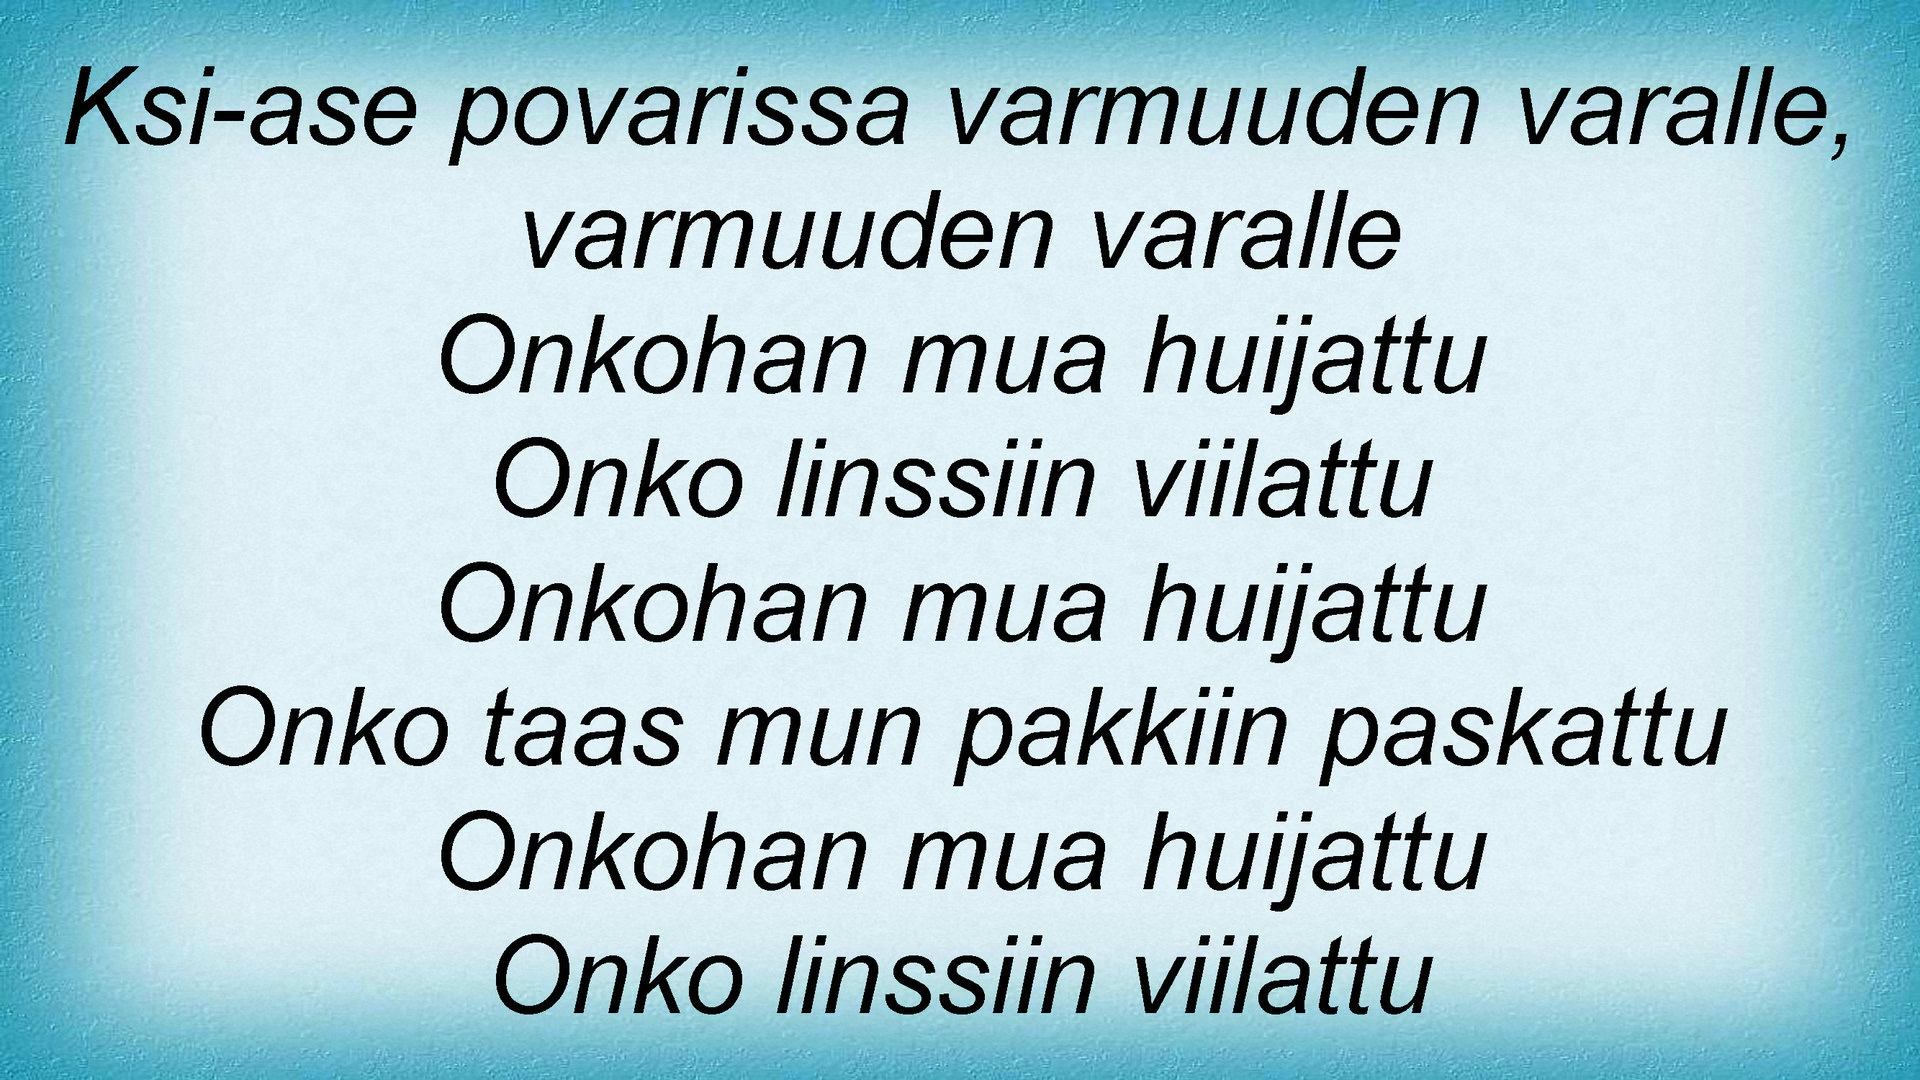 Ksi-ase povarissa varmuuden varalle,
varmuuden varalle
Onkohan mua huijattu
Onko linssiin viilattu
Onkohan mua huijattu
Onko taas mun pakkiin paskattu
Onkohan mua huijattu
Onko linssiin viilattu